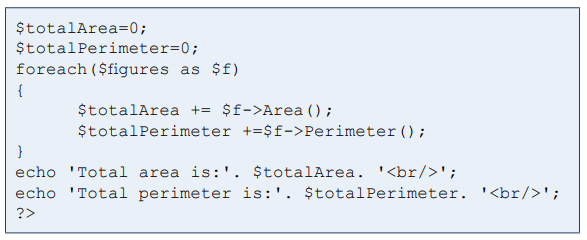 $totalArea=0;
$totalPerimeter=0;
foreach($figures as $f)
{
$totalArea += $f->Area();
$totalPerimeter +=$f->Perimeter();
}
echo 'Total area is:'. $totalArea. '<br/>';
echo 'Total perimeter is:'. $totalPerimeter. '<br/>';
?>